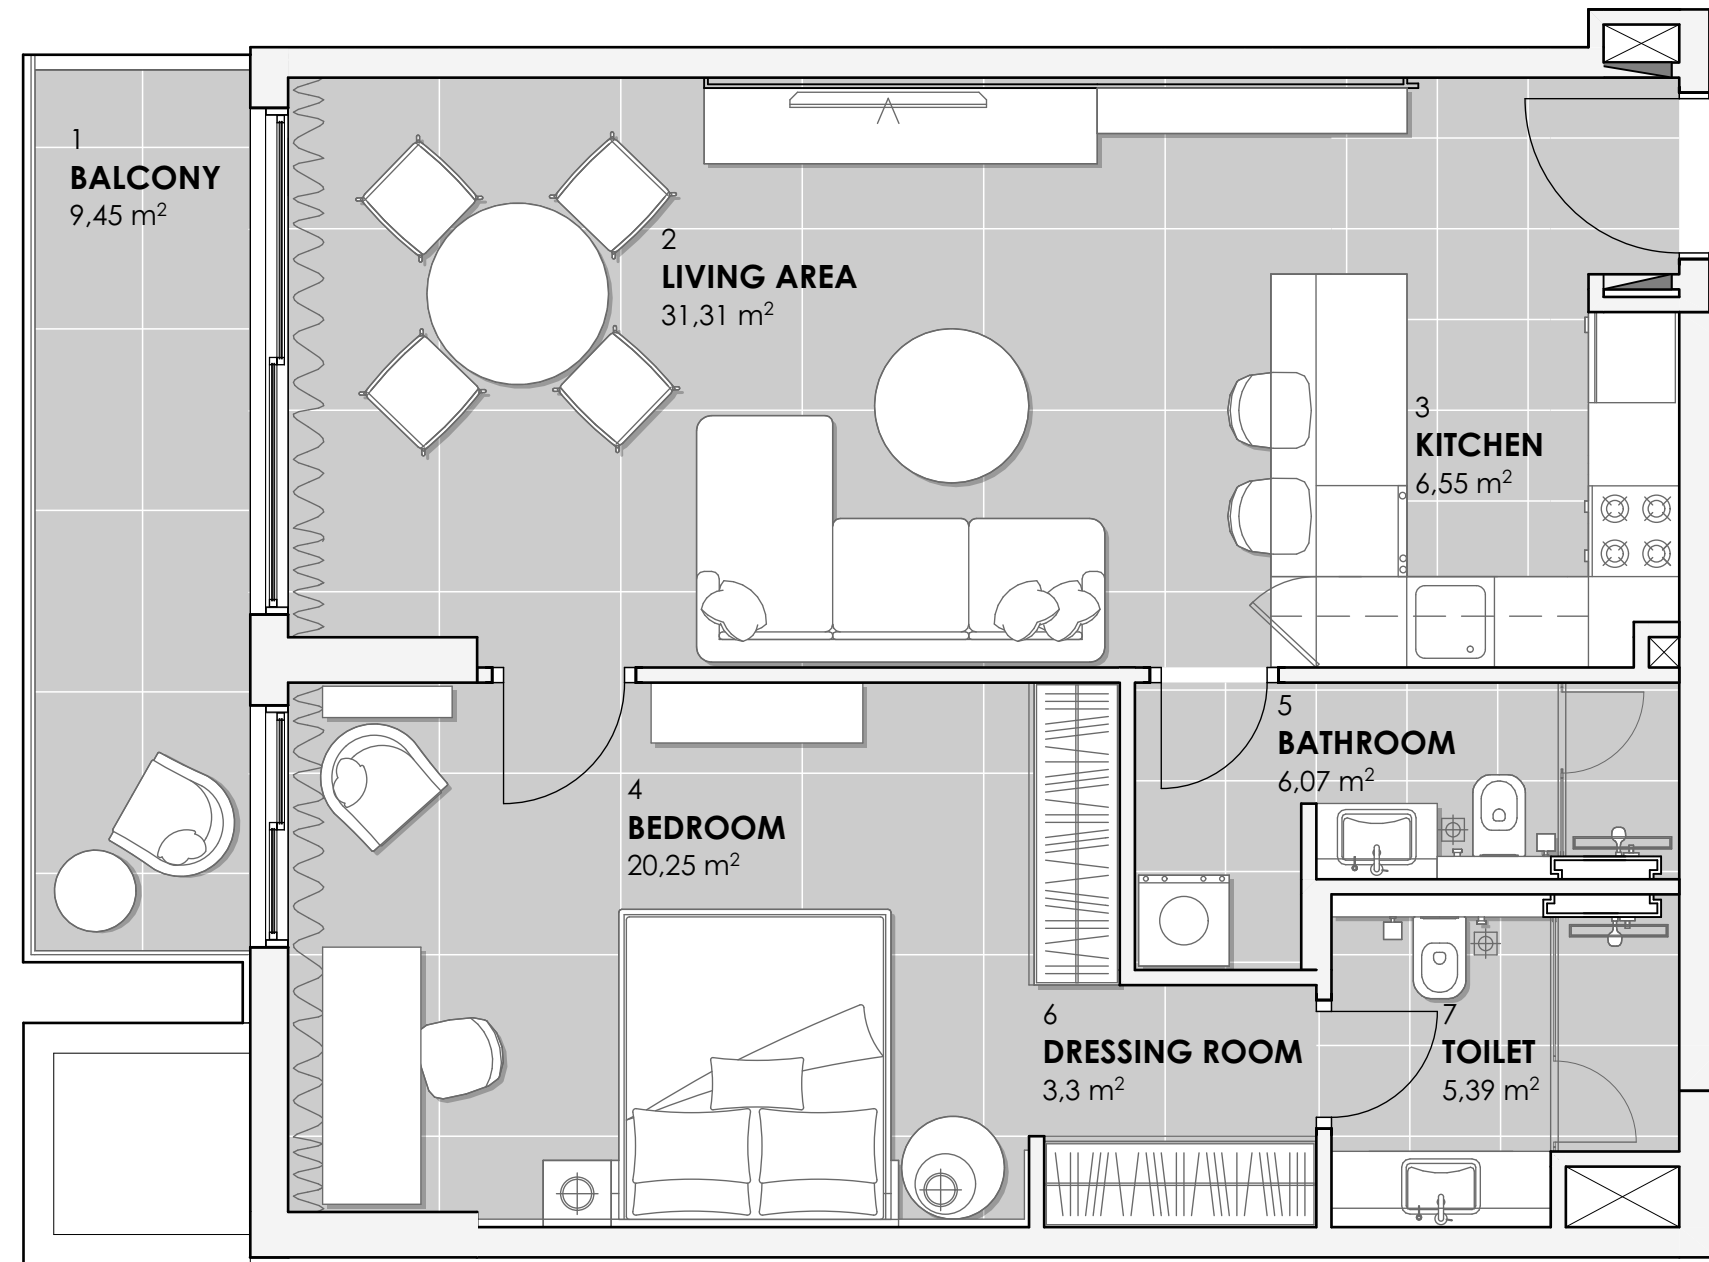 1
BALCONY
9,45 m²
2
LIVING AREA
31,31 m²
3
KITCHEN
6,55 m²
4
BEDROOM
20,25 m²
5
BATHROOM
6,07 m²
6
DRESSING ROOM
3,3 m²
7
TOILET
5,39 m²